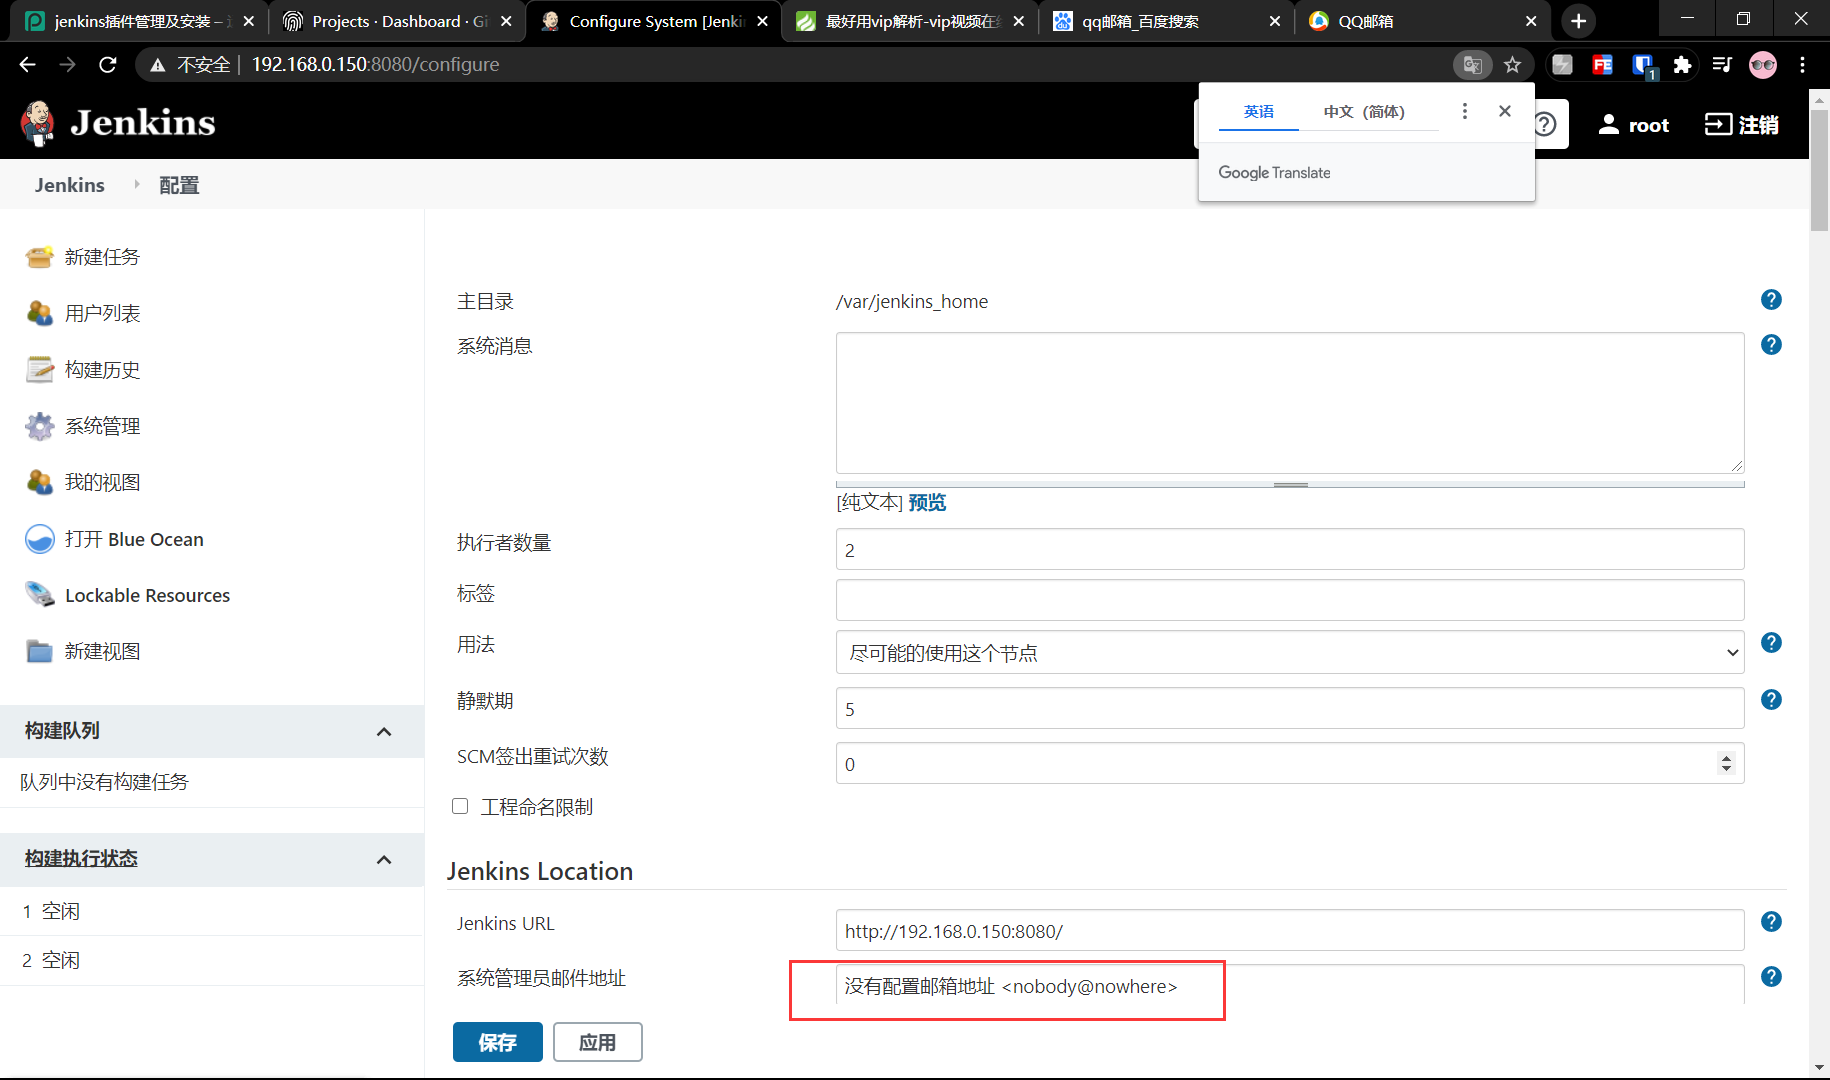 jenkins插件管理及安装 –
Projects · Dashboard · Gi
Configure System [Jenki
最好用vip解析-vip视频在
qq邮箱_百度搜索
QQ邮箱
不安全
192.168.0.150:8080/configure
FE
1
Jenkins
英语
中文（简体）
root
注销
Google Translate
Jenkins
配置
新建任务
用户列表
构建历史
系统管理
我的视图
打开 Blue Ocean
Lockable Resources
新建视图
构建队列
队列中没有构建任务
构建执行状态
1 空闲
2 空闲
主目录
/var/jenkins_home
系统消息
[纯文本] 预览
执行者数量
2
标签
用法
尽可能的使用这个节点
静默期
5
SCM签出重试次数
0
工程命名限制
Jenkins Location
Jenkins URL
http://192.168.0.150:8080/
系统管理员邮件地址
没有配置邮箱地址 <nobody@nowhere>
保存
应用